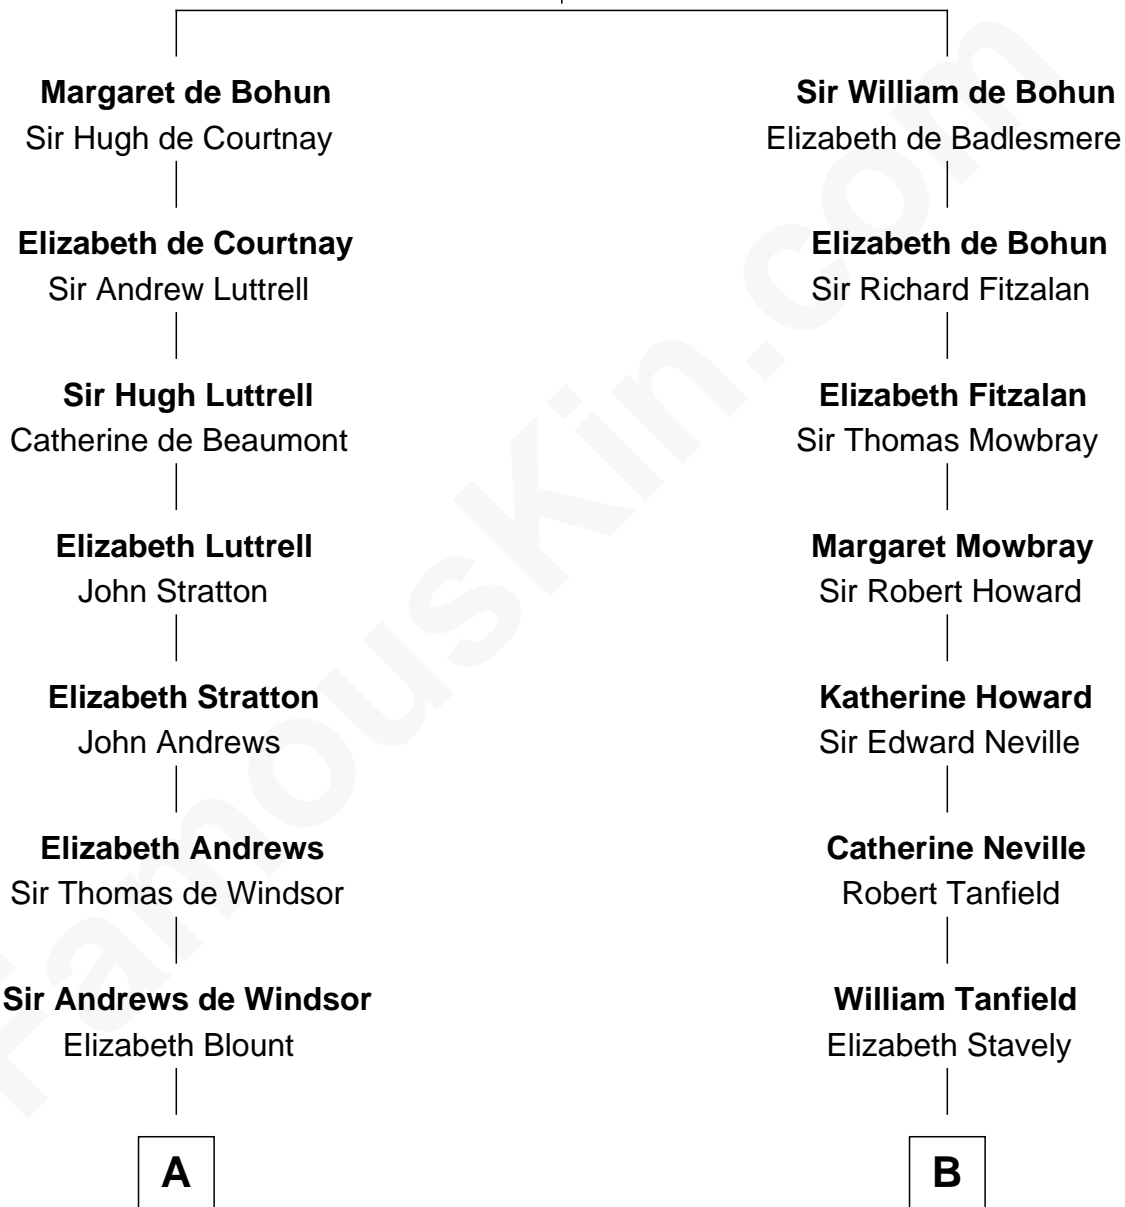 Margaret de Bohun
Sir Hugh de Courtnay
Elizabeth de Courtnay
Sir Andrew Luttrell
Sir Hugh Luttrell
Catherine de Beaumont
Elizabeth Luttrell
John Stratton
Elizabeth Stratton
John Andrews
Elizabeth Andrews
Sir Thomas de Windsor
Sir Andrews de Windsor
Elizabeth Blount
A
Sir William de Bohun
Elizabeth de Badlesmere
Elizabeth de Bohun
Sir Richard Fitzalan
Elizabeth Fitzalan
Sir Thomas Mowbray
Margaret Mowbray
Sir Robert Howard
Katherine Howard
Sir Edward Neville
Catherine Neville
Robert Tanfield
William Tanfield
Elizabeth Stavely
B
FamousKin.com